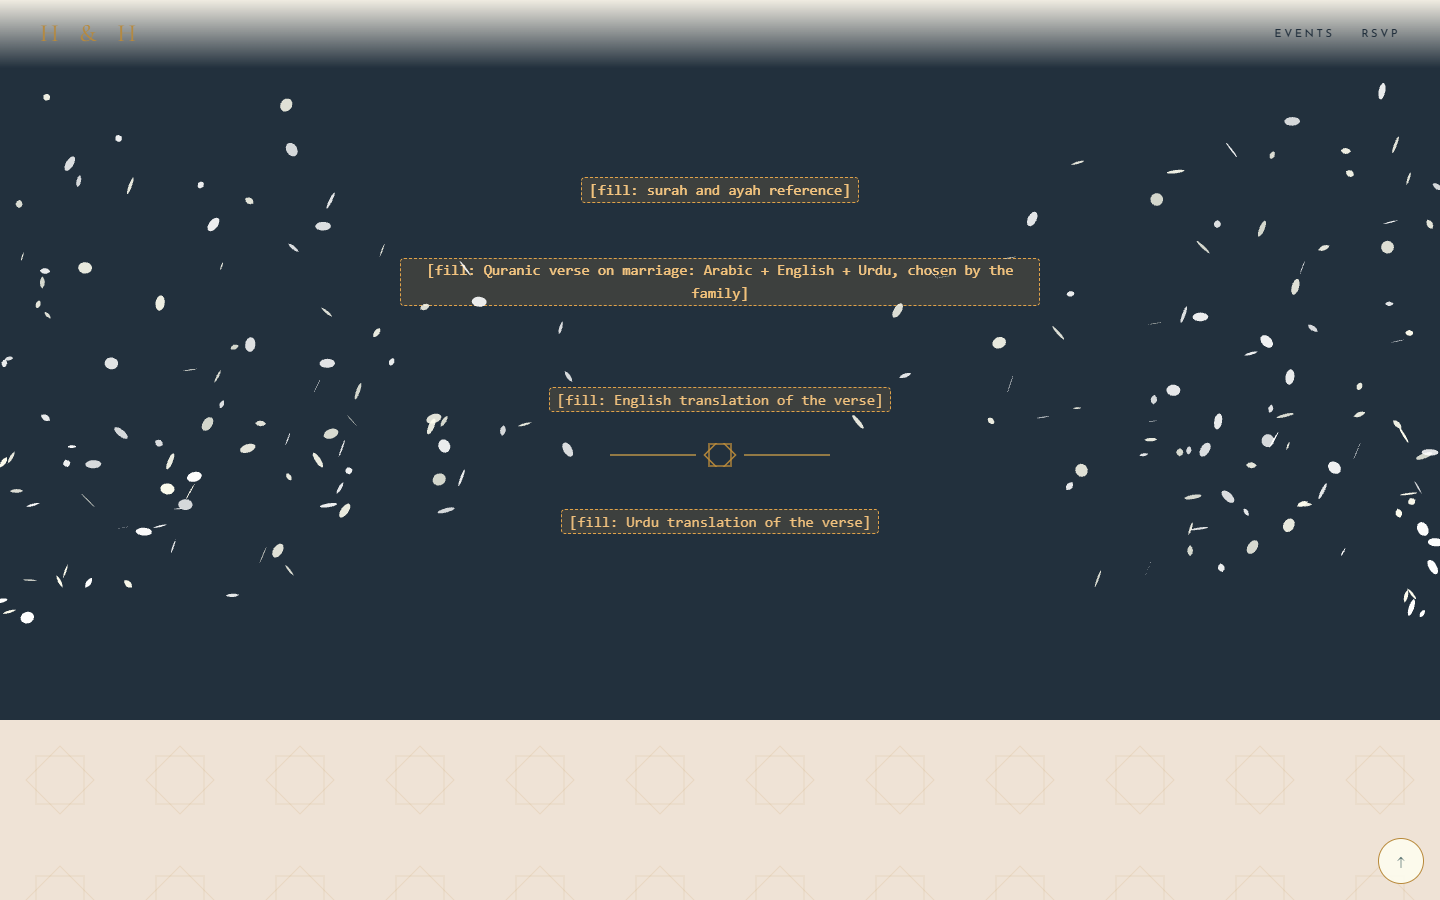 H & H
EVENTS RSVP
[fill: surah and ayah reference]
[fill: Quranic verse on marriage: Arabic + English + Urdu, chosen by the
family]
[fill: English translation of the verse]
[fill: Urdu translation of the verse]
↑